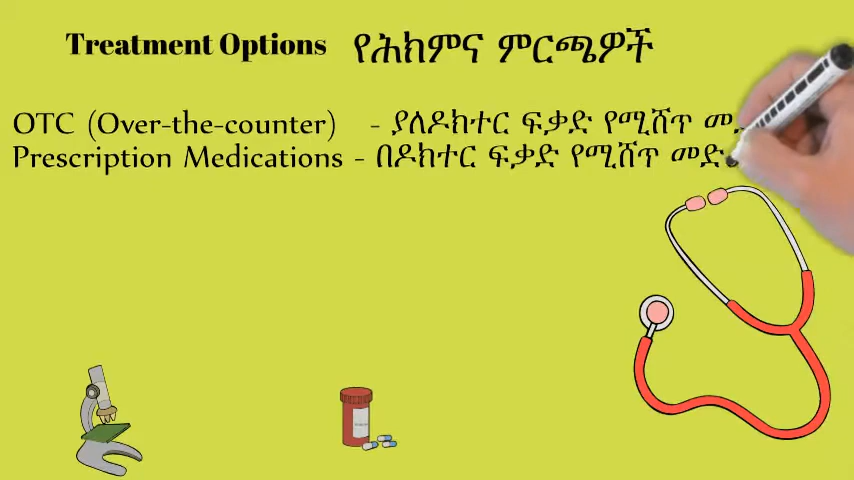 Treatment Options የሕክምና ምርጫዎች
OTC (Over-the-counter) - ያለዶክተር ፍቃድ የሚሸጥ
Prescription Medications - በዶክተር ፍቃድ የሚሸጥ